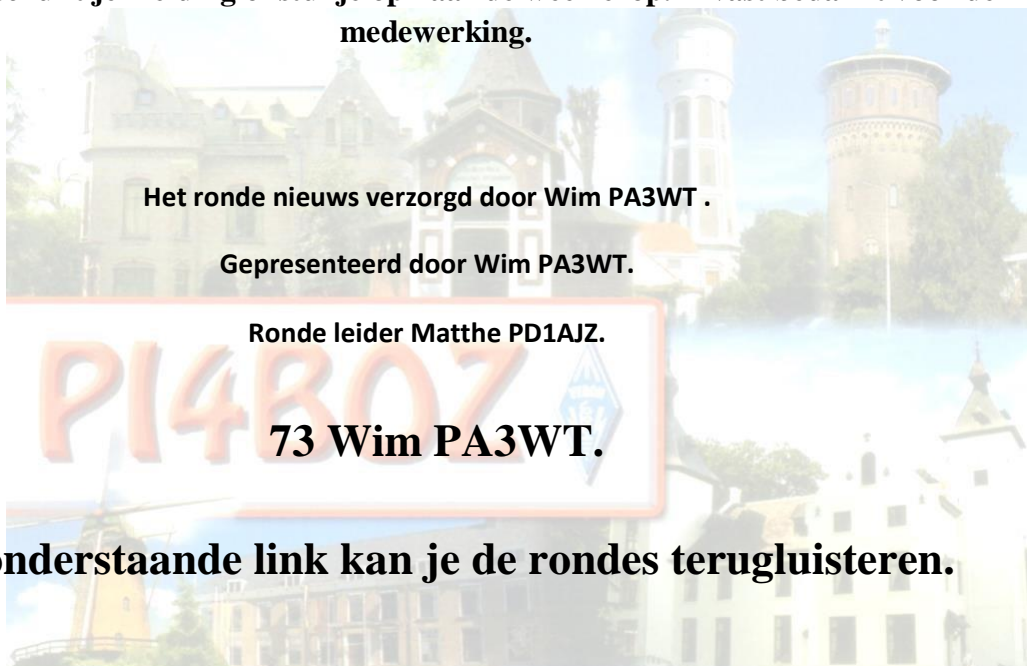 medewerking.
Het ronde nieuws verzorgd door Wim PA3WT .
Gepresenteerd door Wim PA3WT.
Ronde leider Matthe PD1AJZ.
PI4BOZ
73 Wim PA3WT.
onderstaande link kan je de rondes terugluisteren.